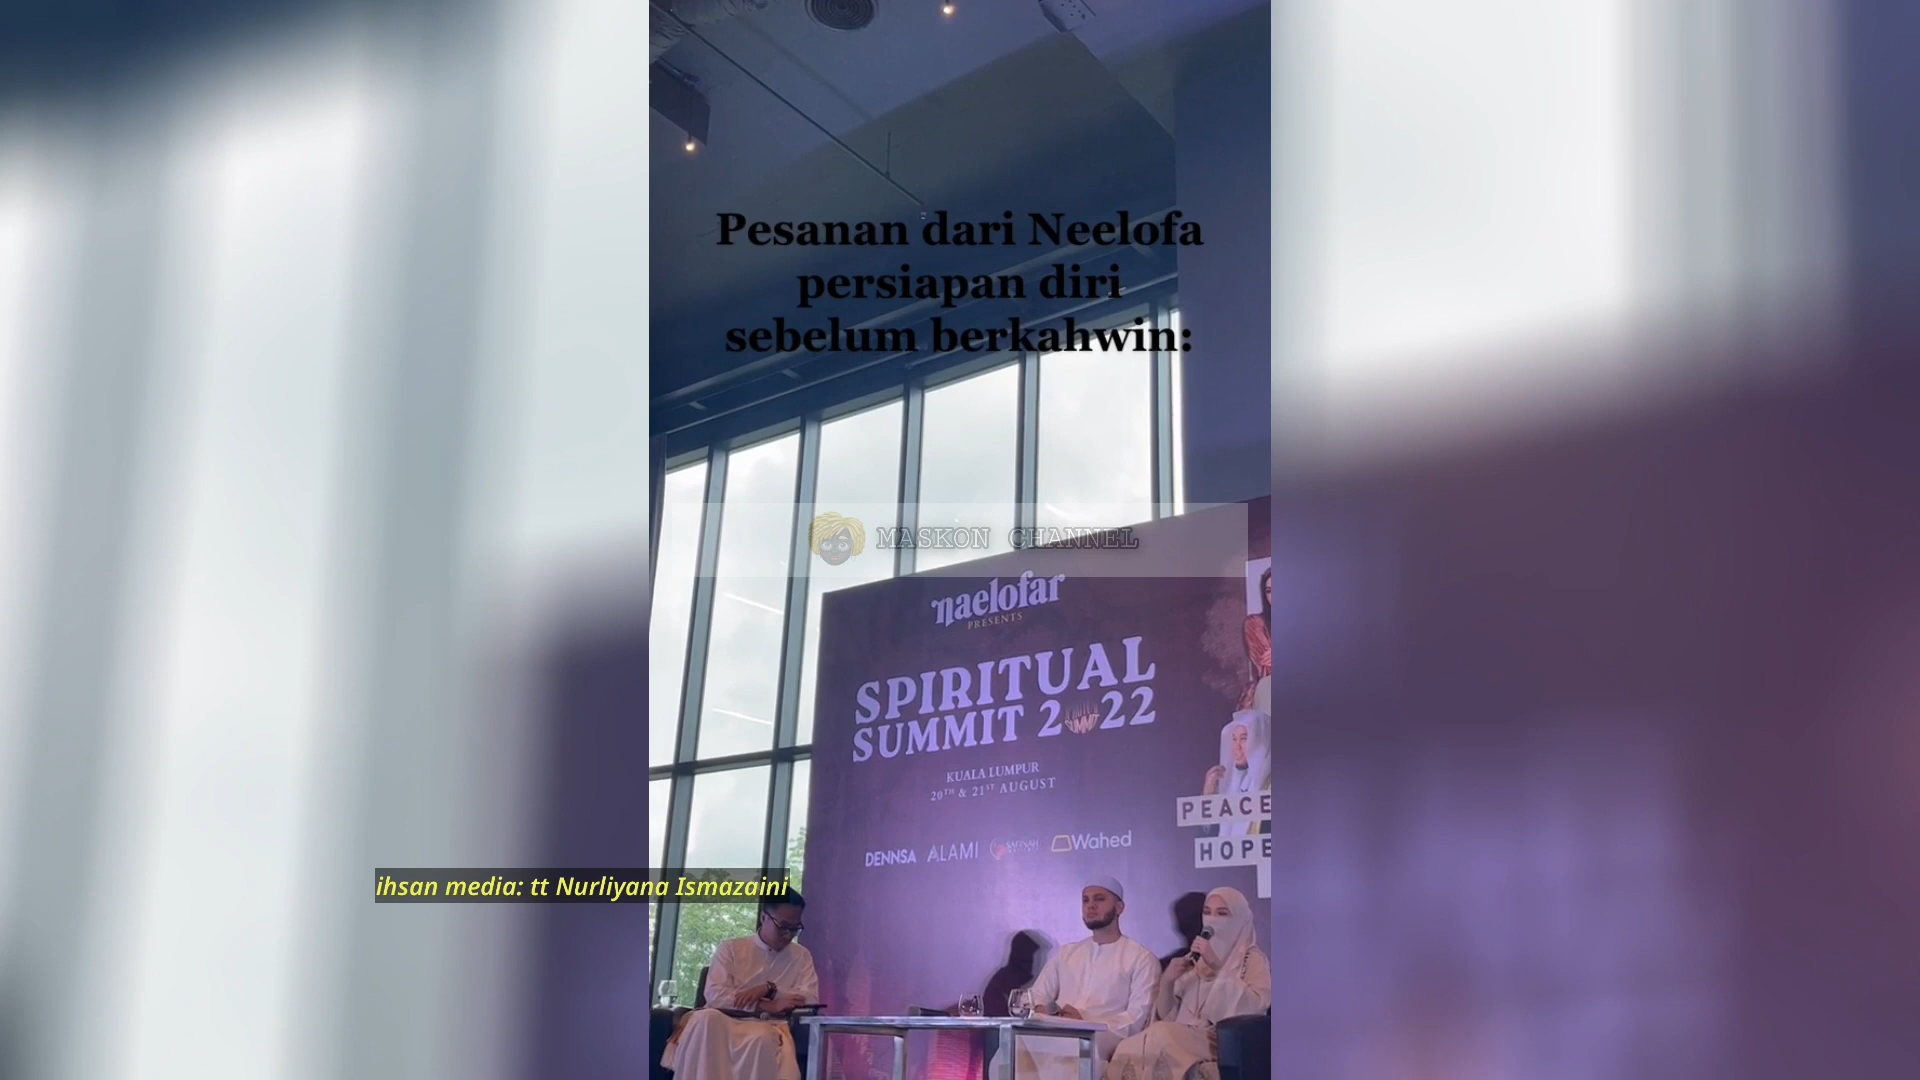 Pesanan dari Neelofa
persiapan diri
sebelum berkahwin:
MASKON CHANNEL
naelofar
PRESENTS
SPIRITUAL
SUMMIT 2022
KUALA LUMPUR
20TH & 21ST AUGUST
DENNSA ALAMI SAFINAH Wahed
PEACE
HOPE
ihsan media: tt Nurliyana Ismazaini